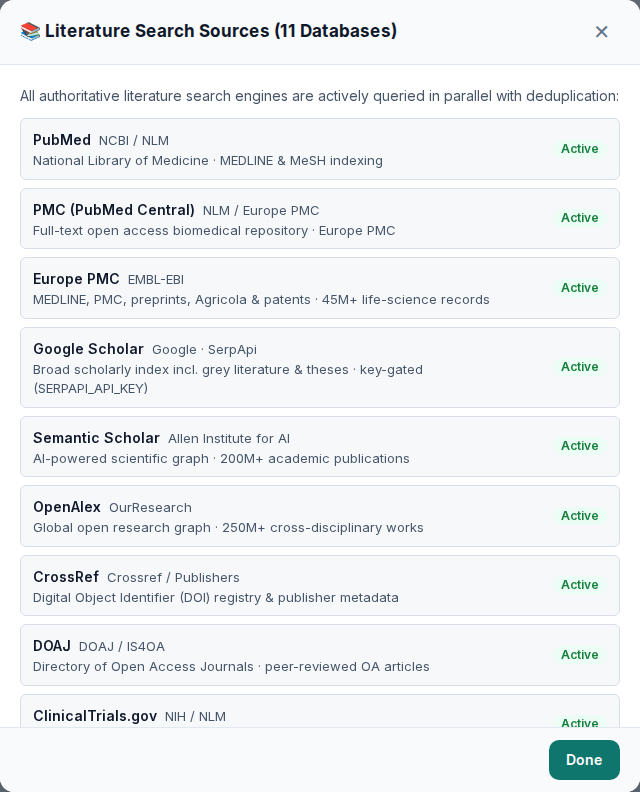 📚 Literature Search Sources (11 Databases)
✕
All authoritative literature search engines are actively queried in parallel with deduplication:
PubMed NCBI / NLM
National Library of Medicine · MEDLINE & MeSH indexing
Active
PMC (PubMed Central) NLM / Europe PMC
Full-text open access biomedical repository · Europe PMC
Active
Europe PMC EMBL-EBI
MEDLINE, PMC, preprints, Agricola & patents · 45M+ life-science records
Active
Google Scholar Google · SerpApi
Broad scholarly index incl. grey literature & theses · key-gated
(SERPAPI_API_KEY)
Active
Semantic Scholar Allen Institute for AI
AI-powered scientific graph · 200M+ academic publications
Active
OpenAlex OurResearch
Global open research graph · 250M+ cross-disciplinary works
Active
CrossRef Crossref / Publishers
Digital Object Identifier (DOI) registry & publisher metadata
Active
DOAJ DOAJ / IS4OA
Directory of Open Access Journals · peer-reviewed OA articles
Active
ClinicalTrials.gov NIH / NLM
Active
Done